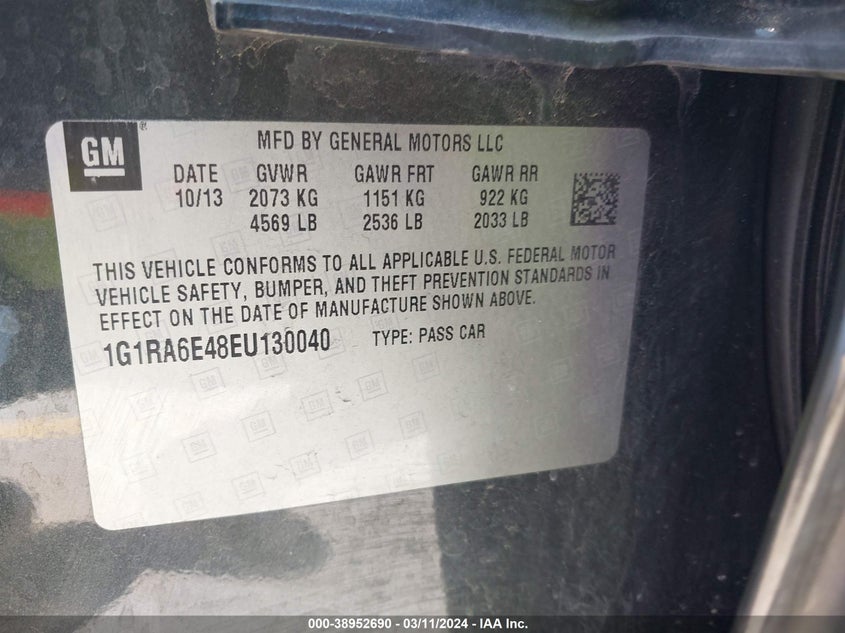 GM
MFD BY GENERAL MOTORS LLC
DATE GVWR GAWR FRT GAWR RR
10/13 2073 KG 1151 KG 922 KG
4569 LB 2536 LB 2033 LB
THIS VEHICLE CONFORMS TO ALL APPLICABLE U.S. FEDERAL MOTOR
VEHICLE SAFETY, BUMPER, AND THEFT PREVENTION STANDARDS IN
EFFECT ON THE DATE OF MANUFACTURE SHOWN ABOVE.
1G1RA6E48EU130040 TYPE: PASS CAR
000-38952690 - 03/11/2024 - IAA Inc.